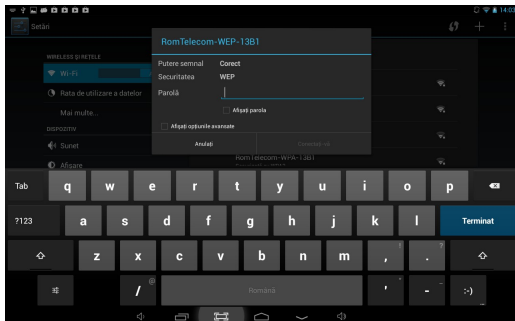 14:03
Setări
RomTelecom-WEP-13B1
WIRELESS ȘI REȚELE
Putere semnal Corect
Wi-Fi
Securitatea WEP
Parolă
Rata de utilizare a datelor
Afișați parola
Mai multe...
Afișați opțiunile avansate
DISPOZITIV
Anulați Conectați-vă
Sunet
RomTelecom-WPA-13B1
Afișare
Tab q w e r t y u i o p
?123 a s d f g h j k l Terminat
z x c v b n m , ! . ?
/ @ Română ' - :-)